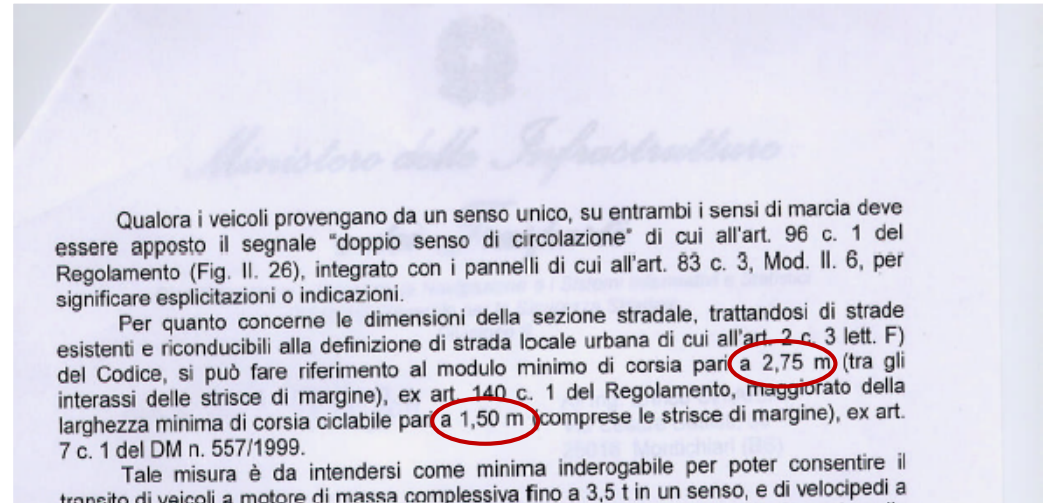 Ministero delle Infrastrutture
Qualora i veicoli provengano da un senso unico, su entrambi i sensi di marcia deve
essere apposto il segnale “doppio senso di circolazione” di cui all'art. 96 c. 1 del
Regolamento (Fig. II. 26), integrato con i pannelli di cui all'art. 83 c. 3, Mod. II. 6, per
significare esplicitazioni o indicazioni.
Per quanto concerne le dimensioni della sezione stradale, trattandosi di strade
esistenti e riconducibili alla definizione di strada locale urbana di cui all'art. 2 c. 3 lett. F)
del Codice, si può fare riferimento al modulo minimo di corsia pari a 2,75 m (tra gli
interassi delle strisce di margine), ex art. 140 c. 1 del Regolamento, maggiorato della
larghezza minima di corsia ciclabile pari a 1,50 m (comprese le strisce di margine), ex art.
7 c. 1 del DM n. 557/1999.
25018 Montichiari (BS)
Tale misura è da intendersi come minima inderogabile per poter consentire il
transito di veicoli a motore di massa complessiva fino a 3,5 t in un senso, e di velocipedi a